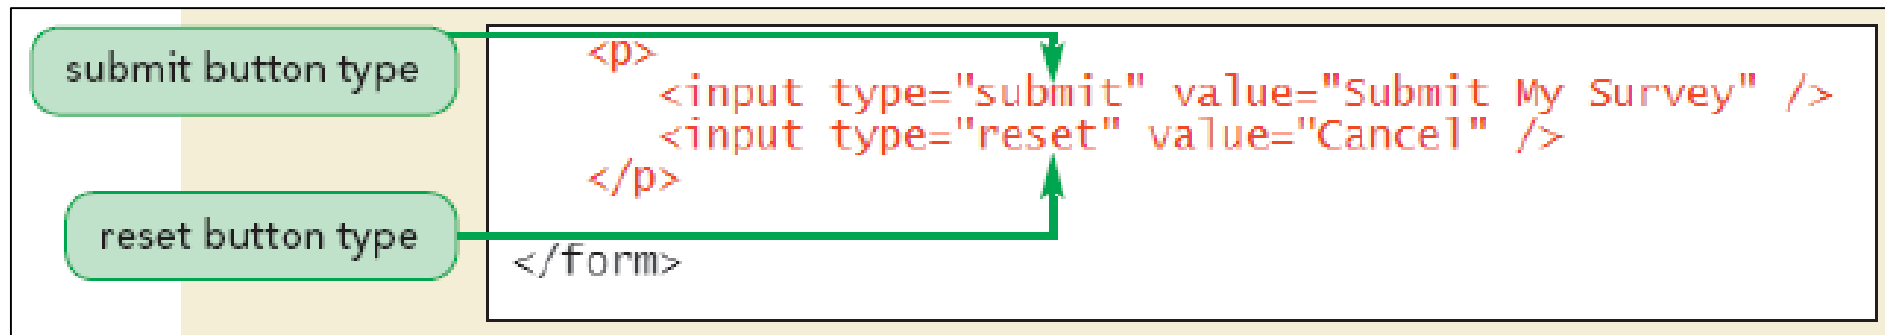 submit button type
<p>
<input type="submit" value="Submit My Survey" />
<input type="reset" value="Cancel" />
</p>
reset button type
</form>